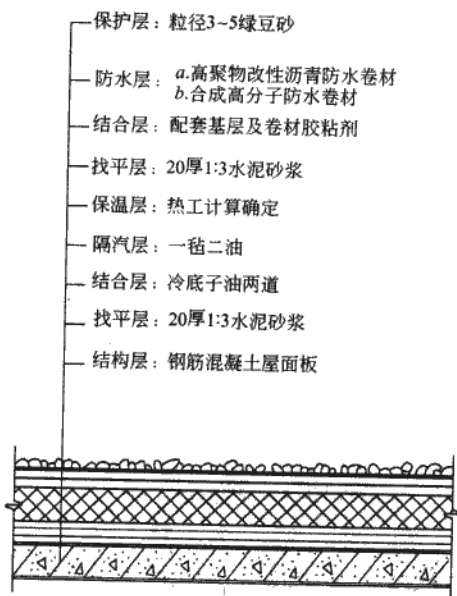 保护层：粒径3~5绿豆砂
防水层：a.高聚物改性沥青防水卷材
b.合成高分子防水卷材
结合层：配套基层及卷材胶粘剂
找平层：20厚1:3水泥砂浆
保温层：热工计算确定
隔汽层：一毡二油
结合层：冷底子油两道
找平层：20厚1:3水泥砂浆
结构层：钢筋混凝土屋面板